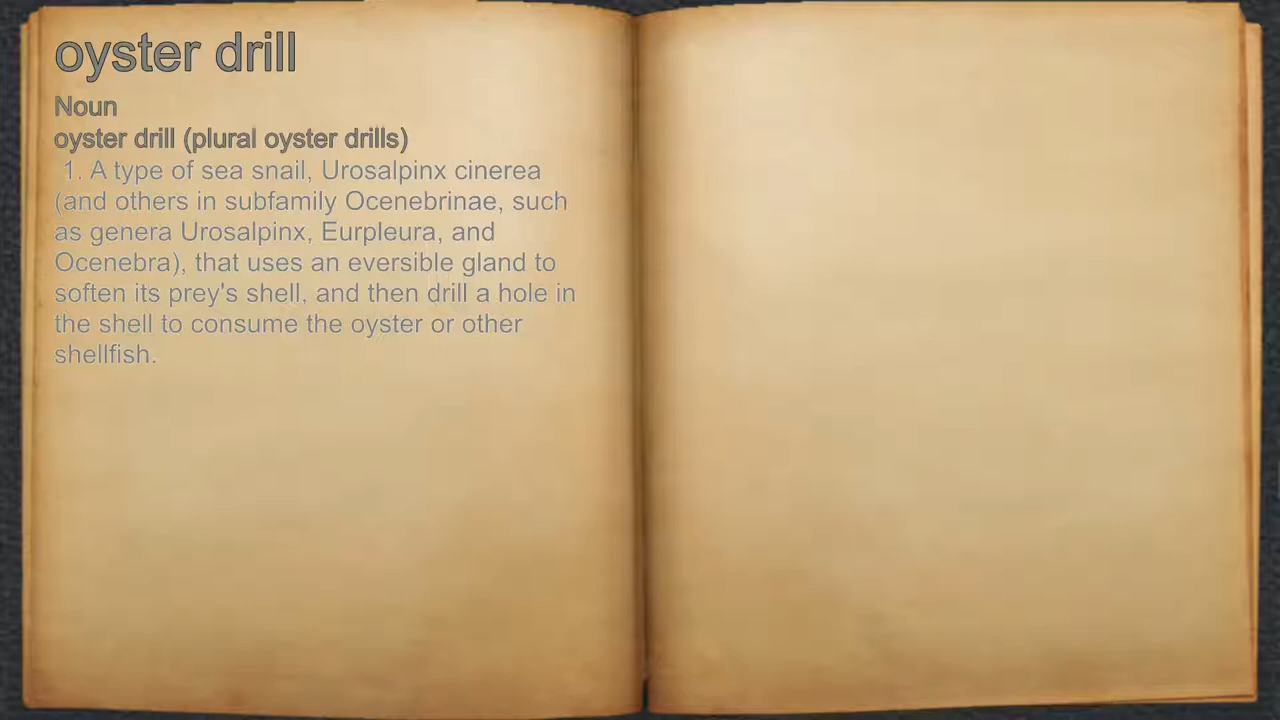 oyster drill
Noun
oyster drill (plural oyster drills)
1. A type of sea snail, Urosalpinx cinerea
(and others in subfamily Ocenebrinae, such
as genera Urosalpinx, Eurpleura, and
Ocenebra), that uses an eversible gland to
soften its prey's shell, and then drill a hole in
the shell to consume the oyster or other
shellfish.